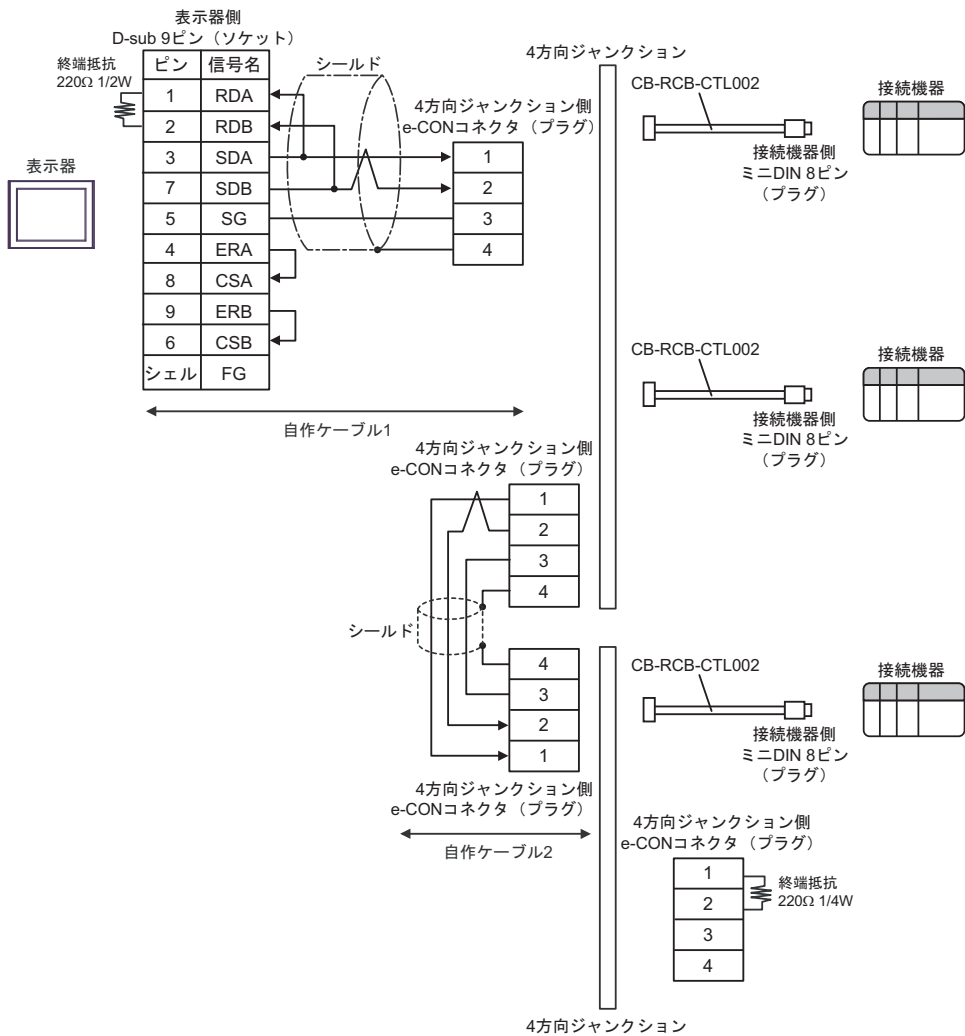 表示器側
D-sub 9ピン（ソケット）
終端抵抗
220Ω 1/2W
ピン 信号名
1 RDA
2 RDB
3 SDA
7 SDB
5 SG
4 ERA
8 CSA
9 ERB
6 CSB
シェル FG
表示器
シールド
4方向ジャンクション側
e-CONコネクタ（プラグ）
1
2
3
4
自作ケーブル1
4方向ジャンクション
CB-RCB-CTL002
接続機器側
ミニDIN 8ピン
（プラグ）
接続機器
CB-RCB-CTL002
接続機器側
ミニDIN 8ピン
（プラグ）
接続機器
4方向ジャンクション側
e-CONコネクタ（プラグ）
1
2
3
4
シールド
4
3
2
1
4方向ジャンクション側
e-CONコネクタ（プラグ）
自作ケーブル2
CB-RCB-CTL002
接続機器側
ミニDIN 8ピン
（プラグ）
接続機器
4方向ジャンクション側
e-CONコネクタ（プラグ）
1
2
3
4
終端抵抗
220Ω 1/4W
4方向ジャンクション